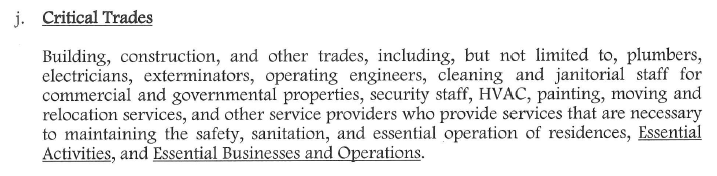 j. Critical Trades
Building, construction, and other trades, including, but not limited to, plumbers,
electricians, exterminators, operating engineers, cleaning and janitorial staff for
commercial and governmental properties, security staff, HVAC, painting, moving and
relocation services, and other service providers who provide services that are necessary
to maintaining the safety, sanitation, and essential operation of residences, Essential
Activities, and Essential Businesses and Operations.